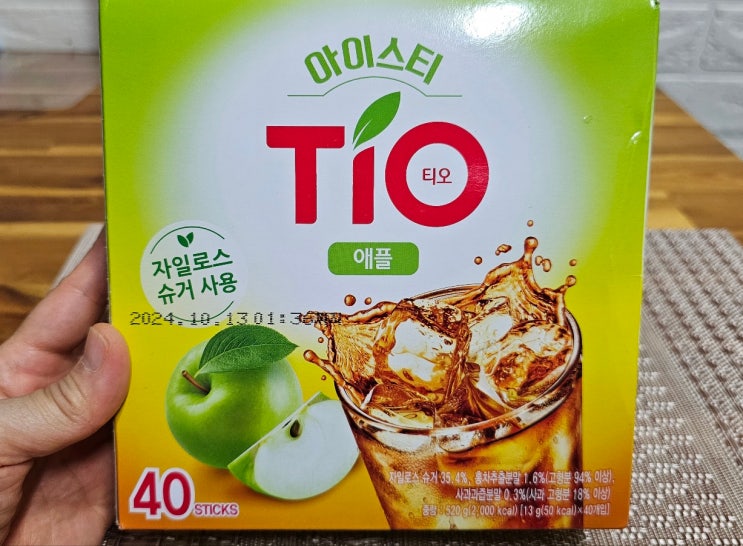 아이스티
TiO
티오
애플
자일로스
슈거 사용
2024.10.13 01:3
40 STICKS
자일로스 슈거 35.4%, 홍차추출분말 1.6%(고형분 94% 이상),
사과과즙분말 0.3%(사과 고형분 18% 이상)
중량 : 520 g(2,000 kcal) [13 g(50 kcal)×40개입]